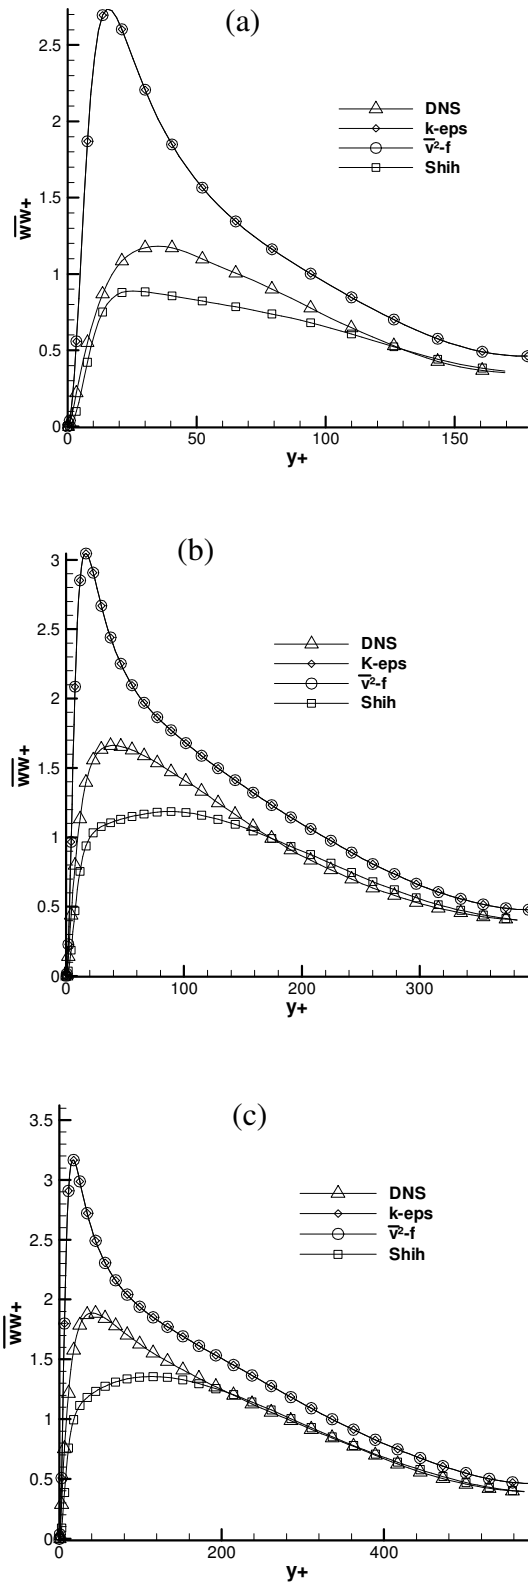 (a)
2.5
2
1.5
1
0.5
0
ww+
DNS
k-eps
v²-f
Shih
0 50 100 150
y+
(b)
3
2.5
2
1.5
1
0.5
0
ww+
DNS
K-eps
v²-f
Shih
0 100 200 300
y+
(c)
3.5
3
2.5
2
1.5
1
0.5
0
ww+
DNS
k-eps
v²-f
Shih
0 200 400
y+